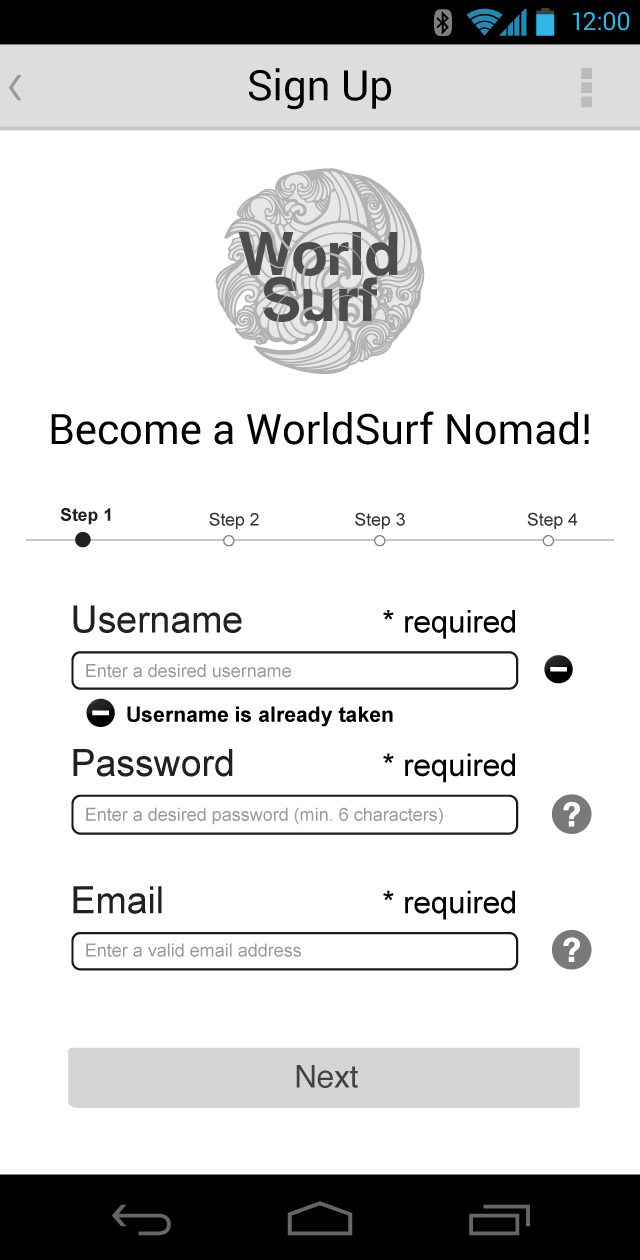 12:00
Sign Up
World
Surf
Become a WorldSurf Nomad!
Step 1 Step 2 Step 3 Step 4
Username * required
Enter a desired username
Username is already taken
Password * required
Enter a desired password (min. 6 characters)
?
Email * required
Enter a valid email address
?
Next